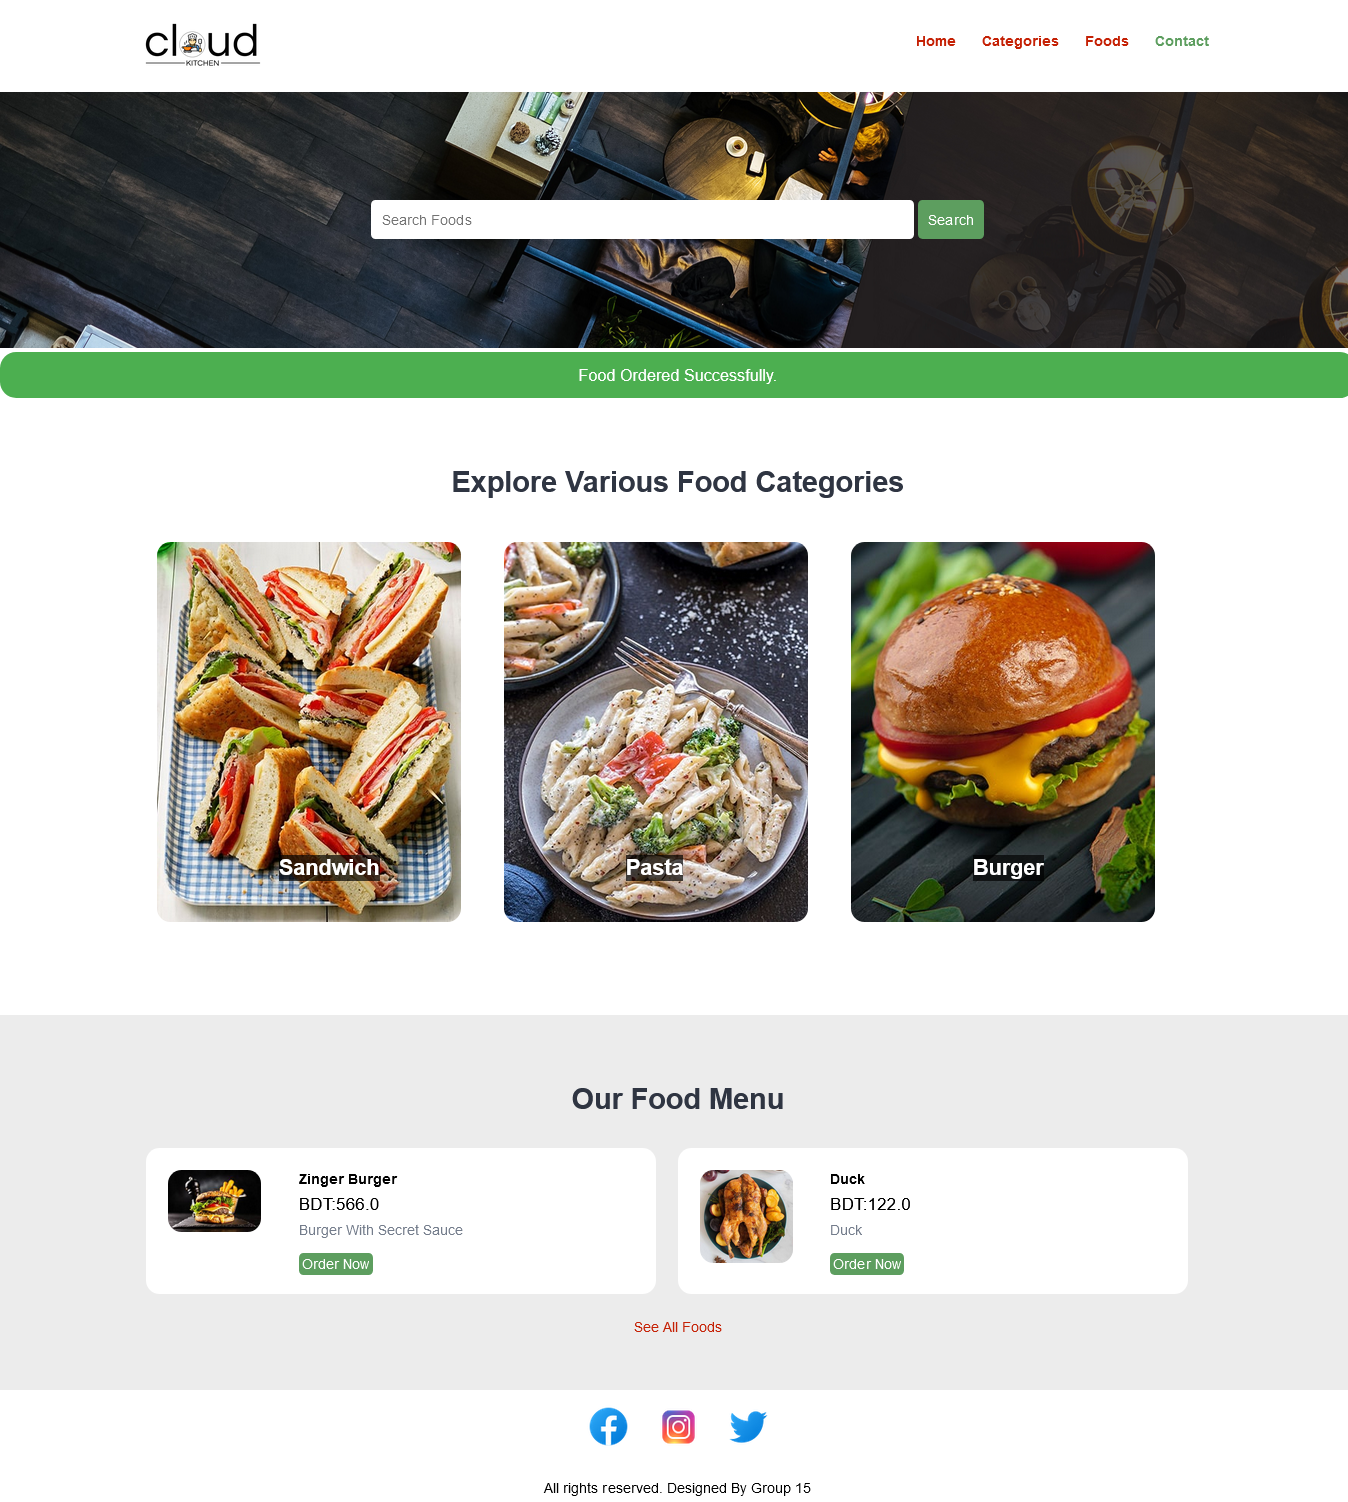 cloud
KITCHEN
Home Categories Foods Contact
Search Foods Search
Food Ordered Successfully.
Explore Various Food Categories
Sandwich Pasta Burger
Our Food Menu
Zinger Burger
BDT:566.0
Burger With Secret Sauce
Order Now
Duck
BDT:122.0
Duck
Order Now
See All Foods
All rights reserved. Designed By Group 15